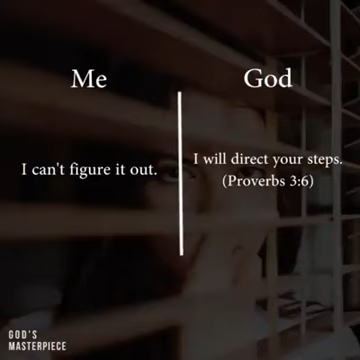 Me
God
I can't figure it out.
I will direct your steps.
(Proverbs 3:6)
GOD'S
MASTERPIECE